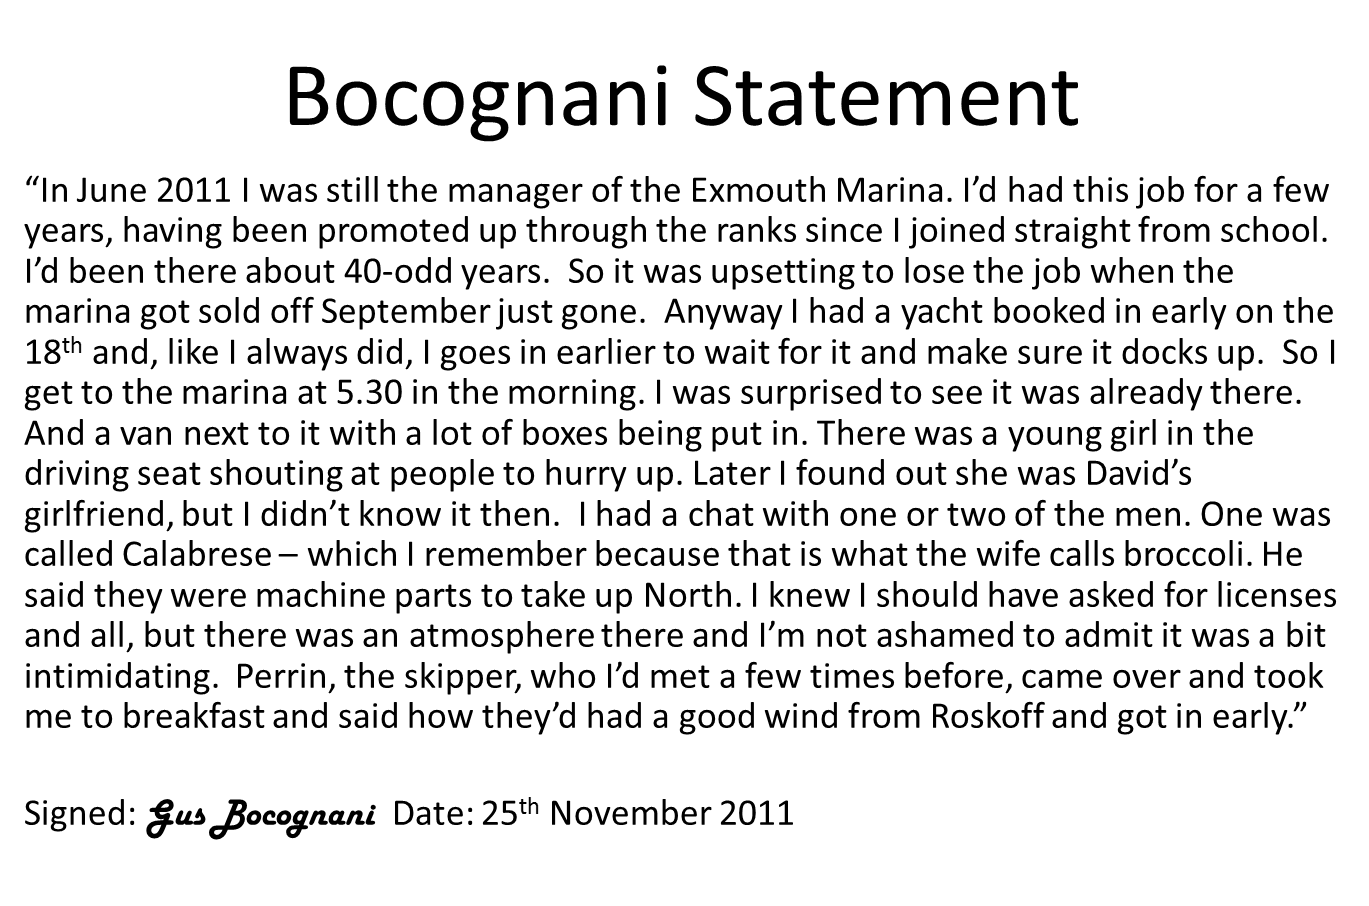 Bocognani Statement
“In June 2011 I was still the manager of the Exmouth Marina. I’d had this job for a few
years, having been promoted up through the ranks since I joined straight from school.
I’d been there about 40-odd years.  So it was upsetting to lose the job when the
marina got sold off September just gone.  Anyway I had a yacht booked in early on the
18th and, like I always did, I goes in earlier to wait for it and make sure it docks up.  So I
get to the marina at 5.30 in the morning. I was surprised to see it was already there.
And a van next to it with a lot of boxes being put in. There was a young girl in the
driving seat shouting at people to hurry up. Later I found out she was David’s
girlfriend, but I didn’t know it then.  I had a chat with one or two of the men. One was
called Calabrese – which I remember because that is what the wife calls broccoli. He
said they were machine parts to take up North. I knew I should have asked for licenses
and all, but there was an atmosphere there and I’m not ashamed to admit it was a bit
intimidating.  Perrin, the skipper, who I’d met a few times before, came over and took
me to breakfast and said how they’d had a good wind from Roskoff and got in early.”
Signed: Gus Bocognani  Date: 25th November 2011